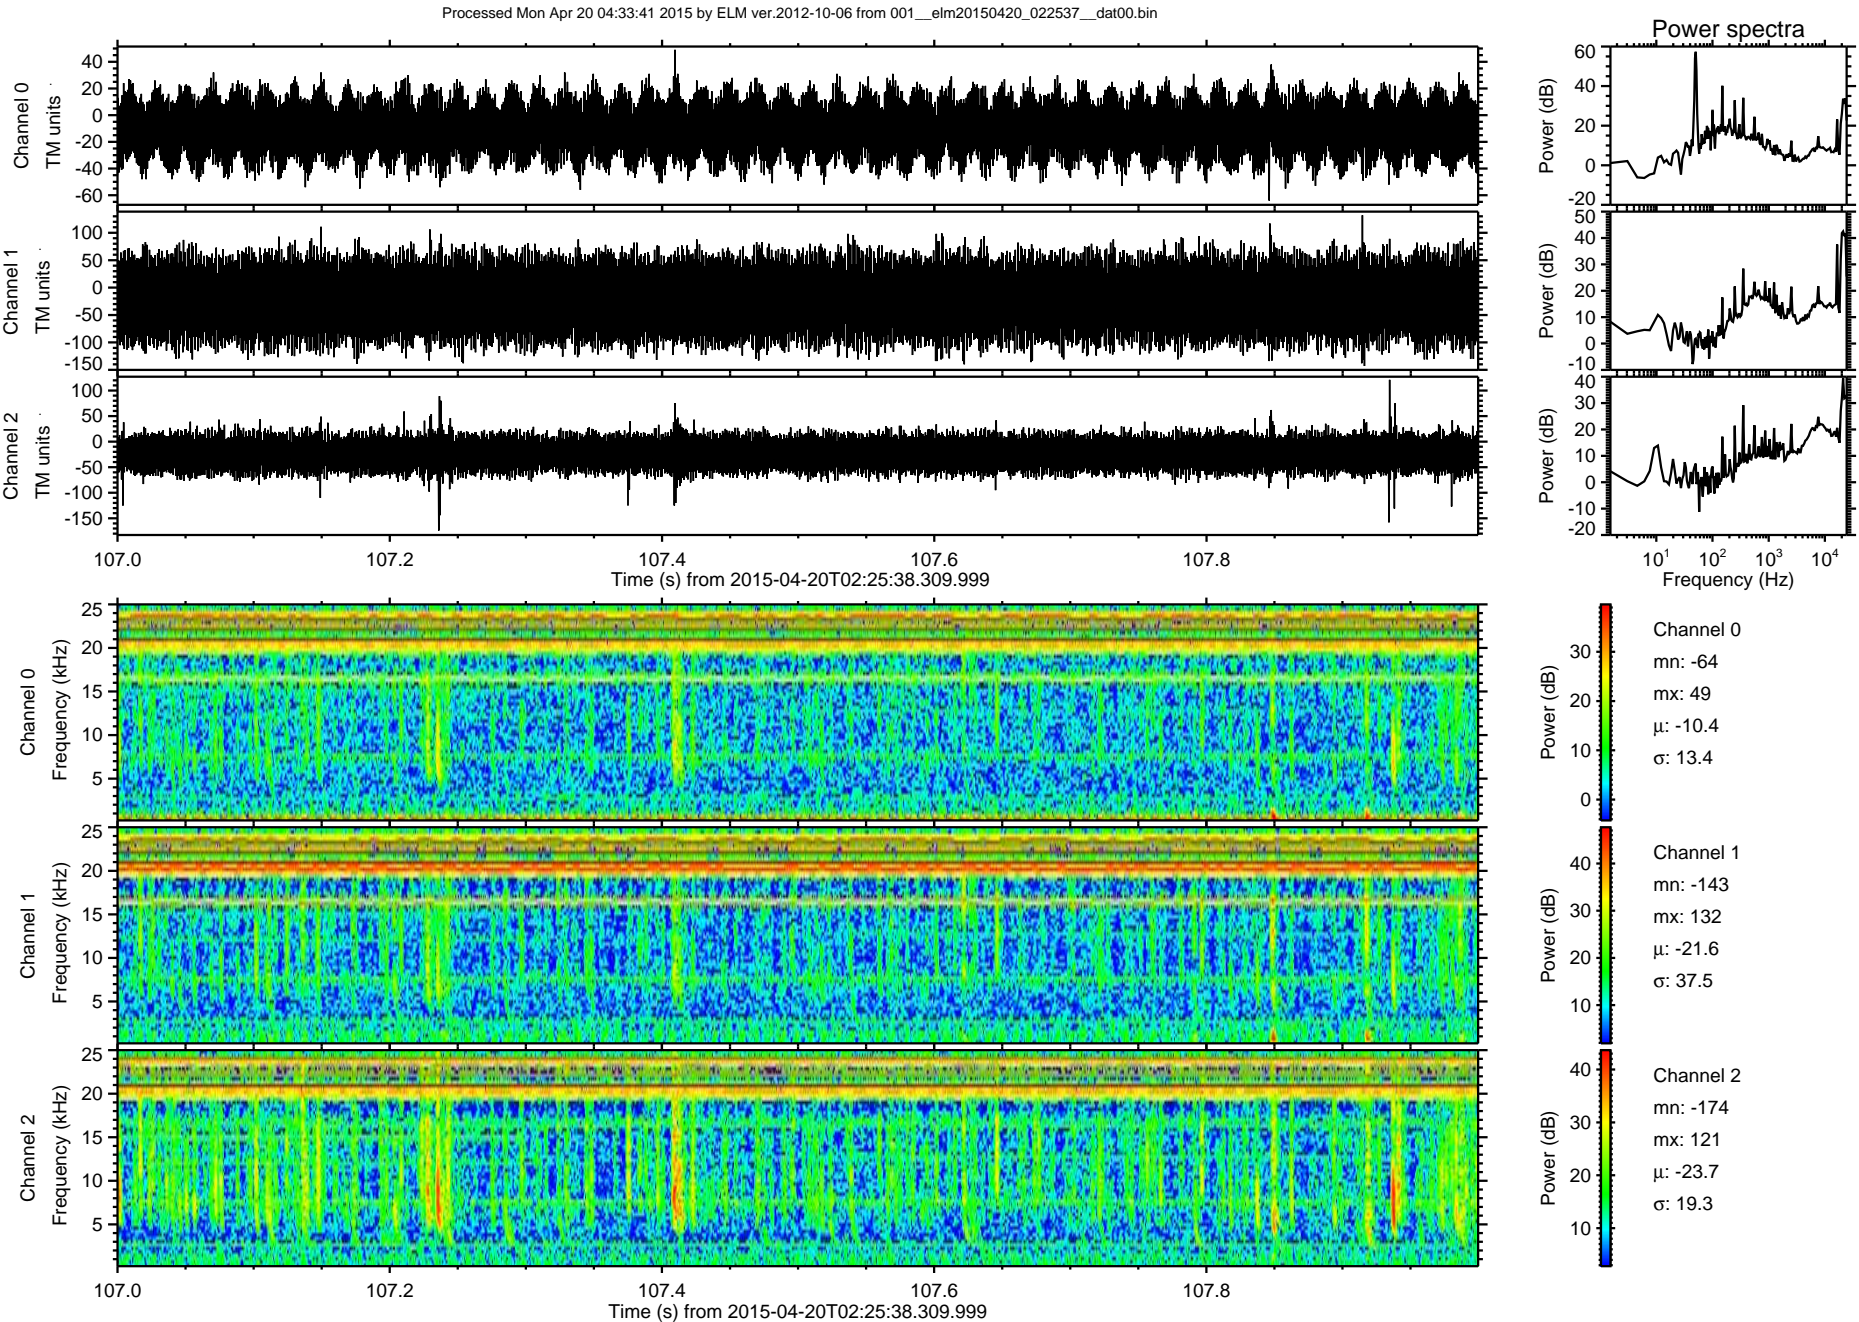 Processed Mon Apr 20 04:33:41 2015 by ELM ver.2012-10-06 from 001__elm20150420_022537__dat00.bin
Power spectra
Channel 0
TM units
40
20
0
-20
-40
-60
Power (dB)
60
40
20
0
-20
Channel 1
TM units
100
50
0
-50
-100
-150
Power (dB)
50
40
30
20
10
0
-10
Channel 2
TM units
100
50
0
-50
-100
-150
Power (dB)
40
30
20
10
0
-10
-20
107.0 107.2 107.4 107.6 107.8
Time (s) from 2015-04-20T02:25:38.309.999
10¹ 10² 10³ 10⁴
Frequency (Hz)
Channel 0
Frequency (kHz)
25
20
15
10
5
Power (dB)
30
20
10
0
Channel 0
mn: -64
mx: 49
μ: -10.4
σ: 13.4
Channel 1
Frequency (kHz)
25
20
15
10
5
Power (dB)
40
30
20
10
Channel 1
mn: -143
mx: 132
μ: -21.6
σ: 37.5
Channel 2
Frequency (kHz)
25
20
15
10
5
Power (dB)
40
30
20
10
Channel 2
mn: -174
mx: 121
μ: -23.7
σ: 19.3
107.0 107.2 107.4 107.6 107.8
Time (s) from 2015-04-20T02:25:38.309.999